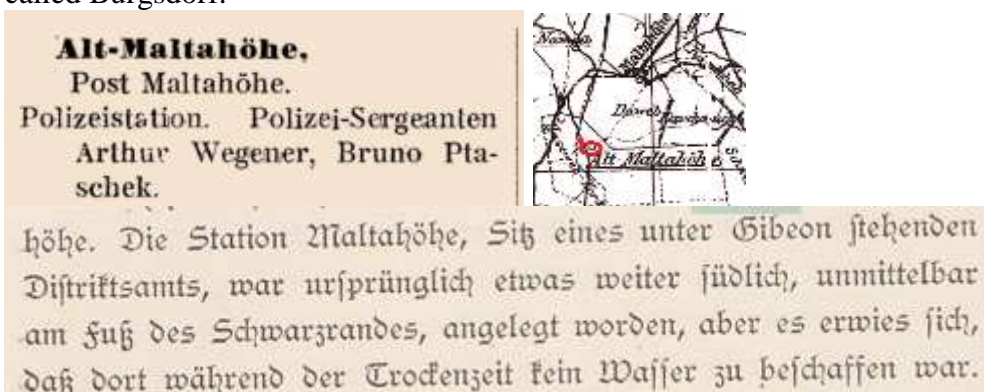 called Burgsdorf.
Alt-Maltahöhe,
Post Maltahöhe.
Polizeistation. Polizei-Sergeanten
Arthur Wegener, Bruno Pta-
schek.
Maltahöhe
Alt Maltahöhe
höhe. Die Station Maltahöhe, Sitz eines unter Gibeon stehenden
Distriktsamts, war ursprünglich etwas weiter südlich, unmittelbar
am Fuß des Schwarzrandes, angelegt worden, aber es erwies sich,
daß dort während der Trockenzeit kein Wasser zu beschaffen war.